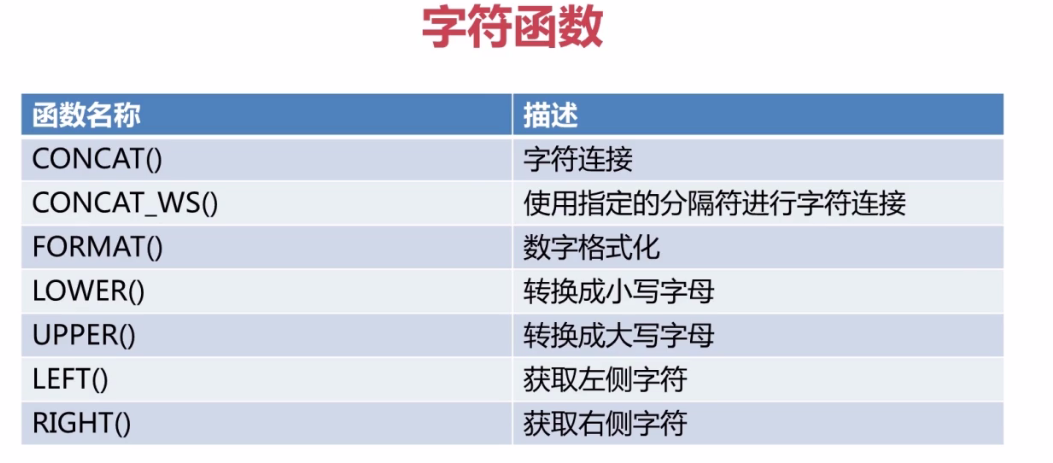 字符函数
函数名称 描述
CONCAT() 字符连接
CONCAT_WS() 使用指定的分隔符进行字符连接
FORMAT() 数字格式化
LOWER() 转换成小写字母
UPPER() 转换成大写字母
LEFT() 获取左侧字符
RIGHT() 获取右侧字符